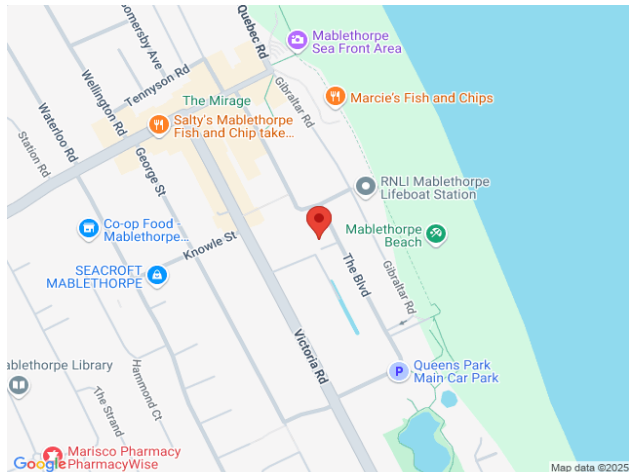 Somersby Ave
Quebec Rd
Mablethorpe
Sea Front Area
Tennyson Rd
Wellington Rd
Waterloo Rd
Station Rd
George St
The Mirage
Gibraltar Rd
Marcie's Fish and Chips
Salty's Mablethorpe
Fish and Chip take...
RNLI Mablethorpe
Lifeboat Station
Co-op Food -
Mablethorpe...
Knowle St
Mablethorpe
Beach
SEACROFT
MABLETHORPE
The Blvd
Gibraltar Rd
Victoria Rd
ablethorpe Library
Hammond Ct
The Strand
P
Queens Park
Main Car Park
Marisco Pharmacy
PharmacyWise
Google
Map data ©2025